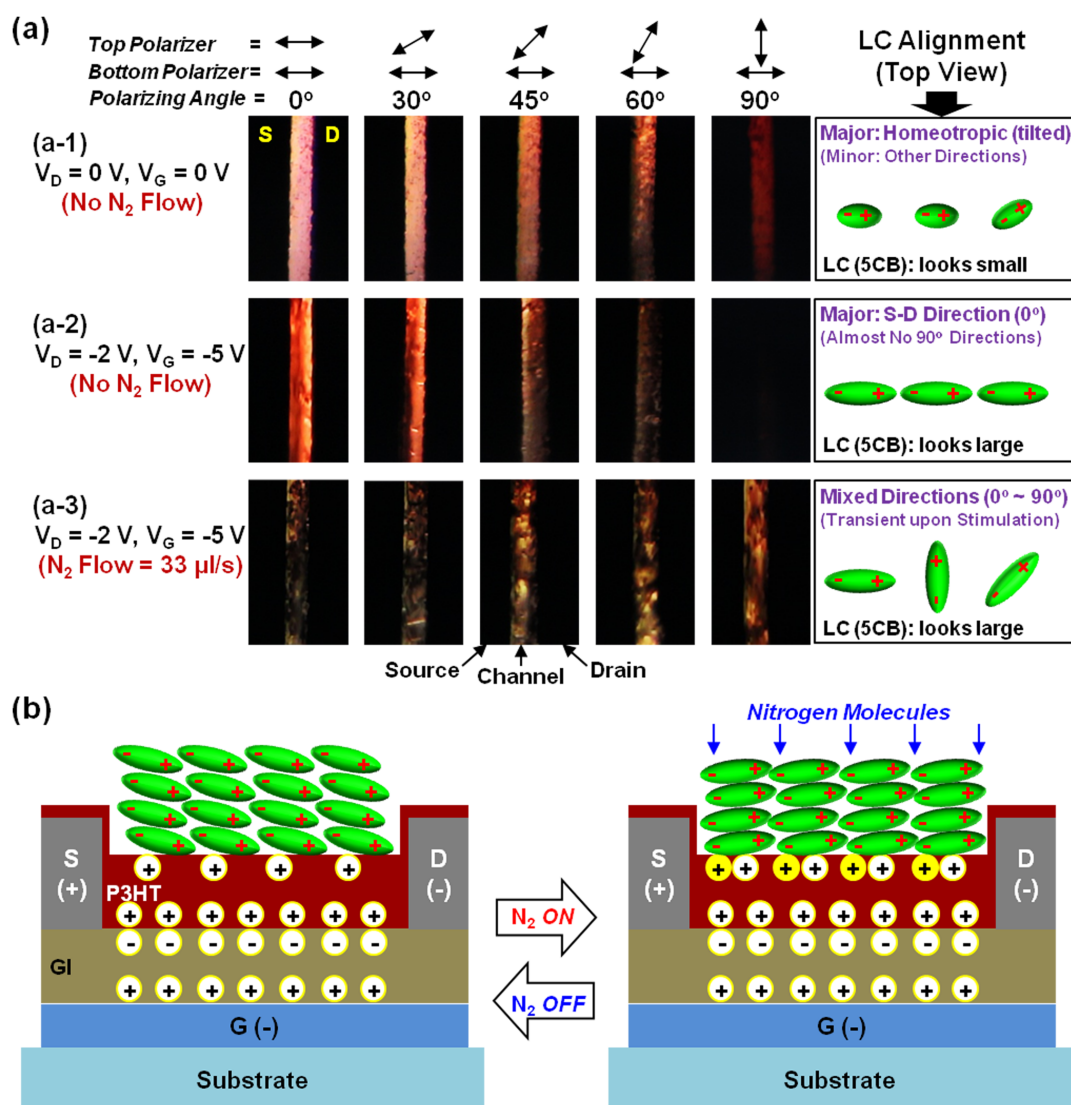 (a)
Top Polarizer =
Bottom Polarizer =
Polarizing Angle = 0° 30° 45° 60° 90°
LC Alignment
(Top View)
(a-1)
V_D = 0 V, V_G = 0 V
(No N₂ Flow)
S D
Major: Homeotropic (tilted)
(Minor: Other Directions)
- + - + - +
LC (5CB): looks small
(a-2)
V_D = -2 V, V_G = -5 V
(No N₂ Flow)
Major: S-D Direction (0°)
(Almost No 90° Directions)
- + - + - +
LC (5CB): looks large
(a-3)
V_D = -2 V, V_G = -5 V
(N₂ Flow = 33 µl/s)
Mixed Directions (0° ~ 90°)
(Transient upon Stimulation)
- + + - - +
LC (5CB): looks large
Source Channel Drain
(b)
- + - + - + - +
- + - + - + - +
- + - + - + - +
- + - + - + - +
S
(+)
D
(-)
+ + + +
P3HT
+ + + + + + +
- - - - - - -
GI
+ + + + + + +
G (-)
Substrate
N₂ ON
N₂ OFF
Nitrogen Molecules
- + - + - + - +
- + - + - + - +
- + - + - + - +
- + - + - + - +
S
(+)
D
(-)
+ + + + + + + +
+ + + + + + +
- - - - - - -
+ + + + + + +
G (-)
Substrate